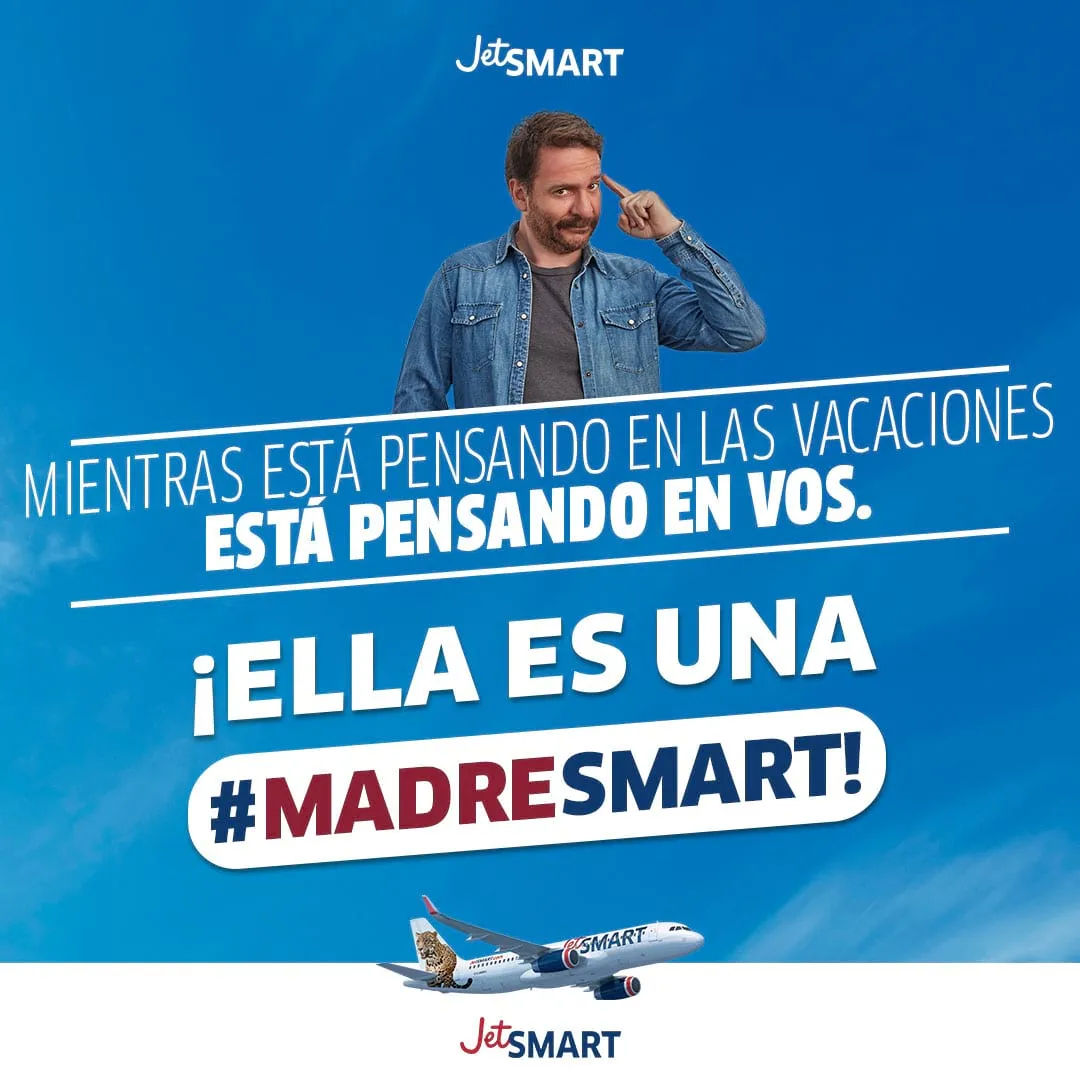 JetSMART
MIENTRAS ESTÁ PENSANDO EN LAS VACACIONES
ESTÁ PENSANDO EN VOS.
¡ELLA ES UNA
#MADRESMART!
JetSMART
JetSMART